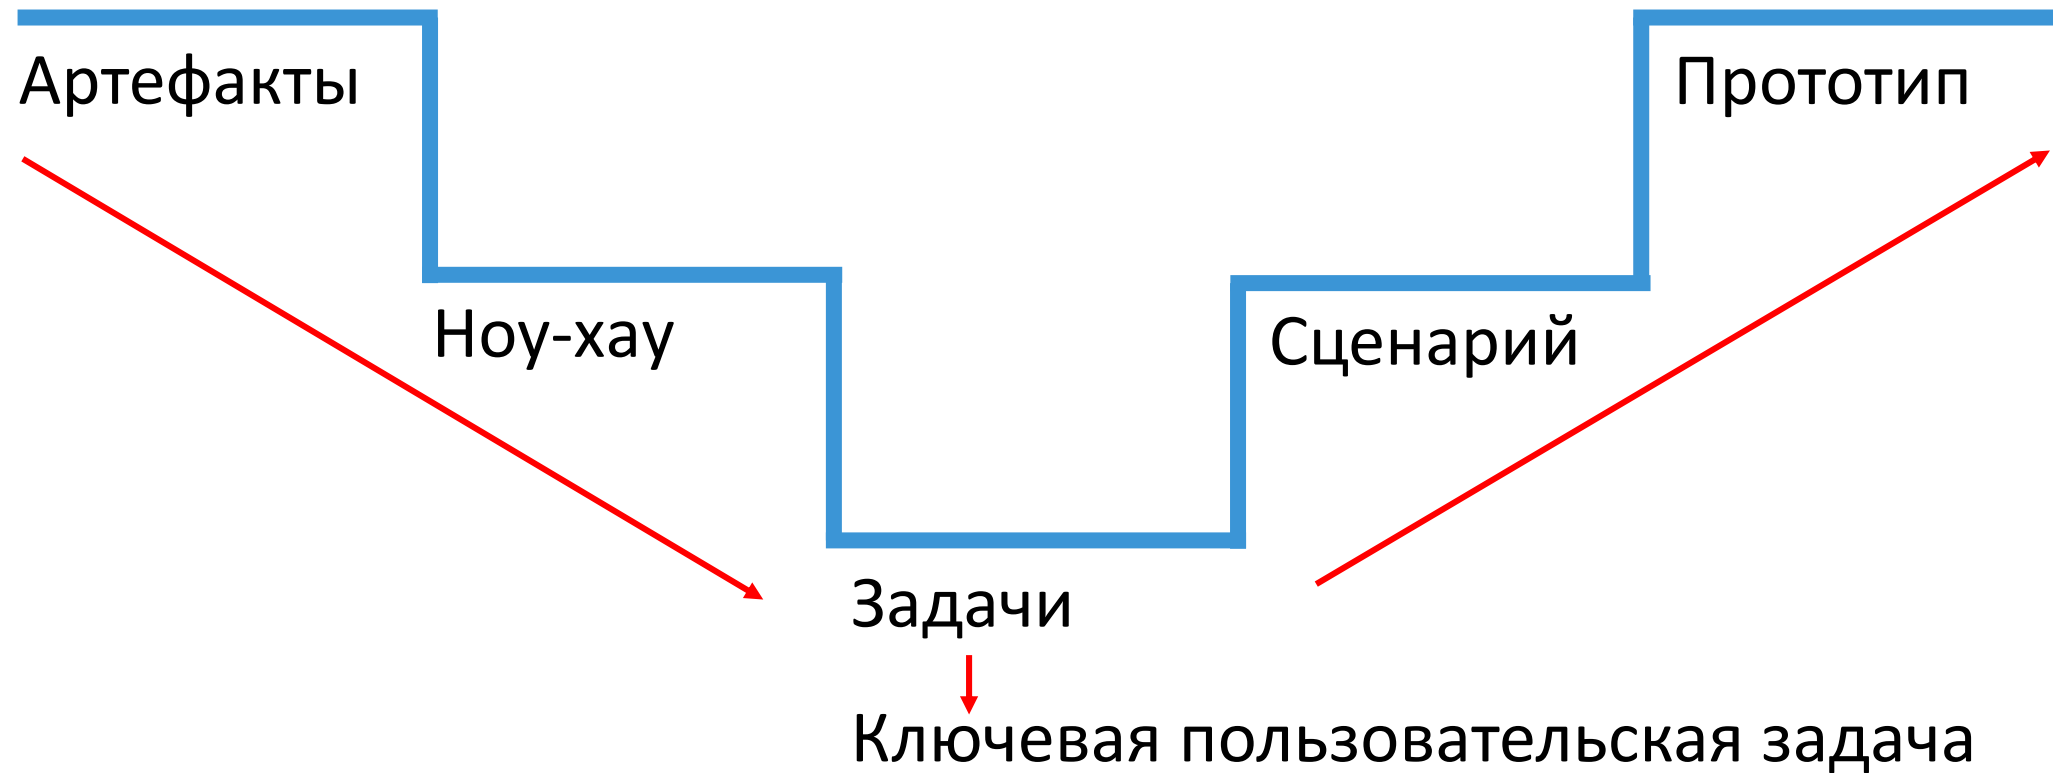 Артефакты
Прототип
Ноу-хау
Сценарий
Задачи
Ключевая пользовательская задача